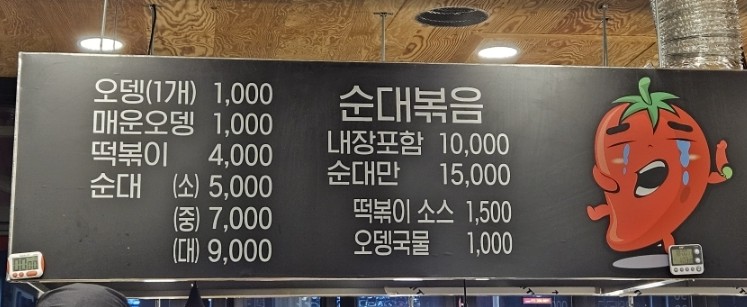 오뎅(1개) 1,000
매운오뎅 1,000
떡볶이 4,000
순대 (소) 5,000
(중) 7,000
(대) 9,000
순대볶음
내장포함 10,000
순대만 15,000
떡볶이 소스 1,500
오뎅국물 1,000